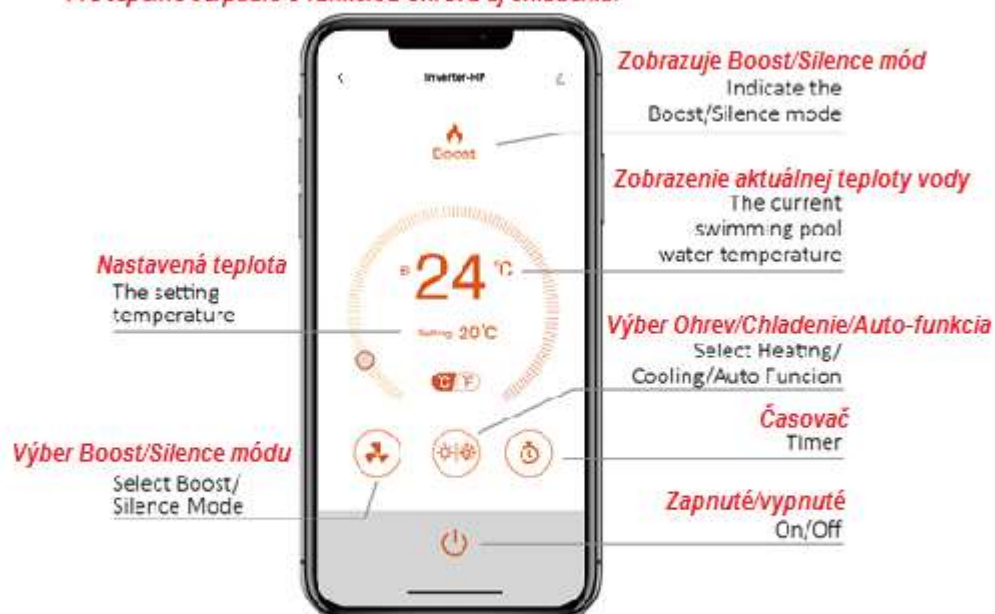 Inverter-HP
Boost
Zobrazuje Boost/Silence mód
Indicate the
Boost/Silence mode
Zobrazenie aktuálnej teploty vody
The current
swimming pool
water temperature
Nastavená teplota
The setting
temperature
24 °C
Setting 20°C
°C °F
Výber Ohrev/Chladenie/Auto-funkcia
Select Heating/
Cooling/Auto Funcion
Časovač
Timer
Výber Boost/Silence módu
Select Boost/
Silence Mode
Zapnuté/vypnuté
On/Off